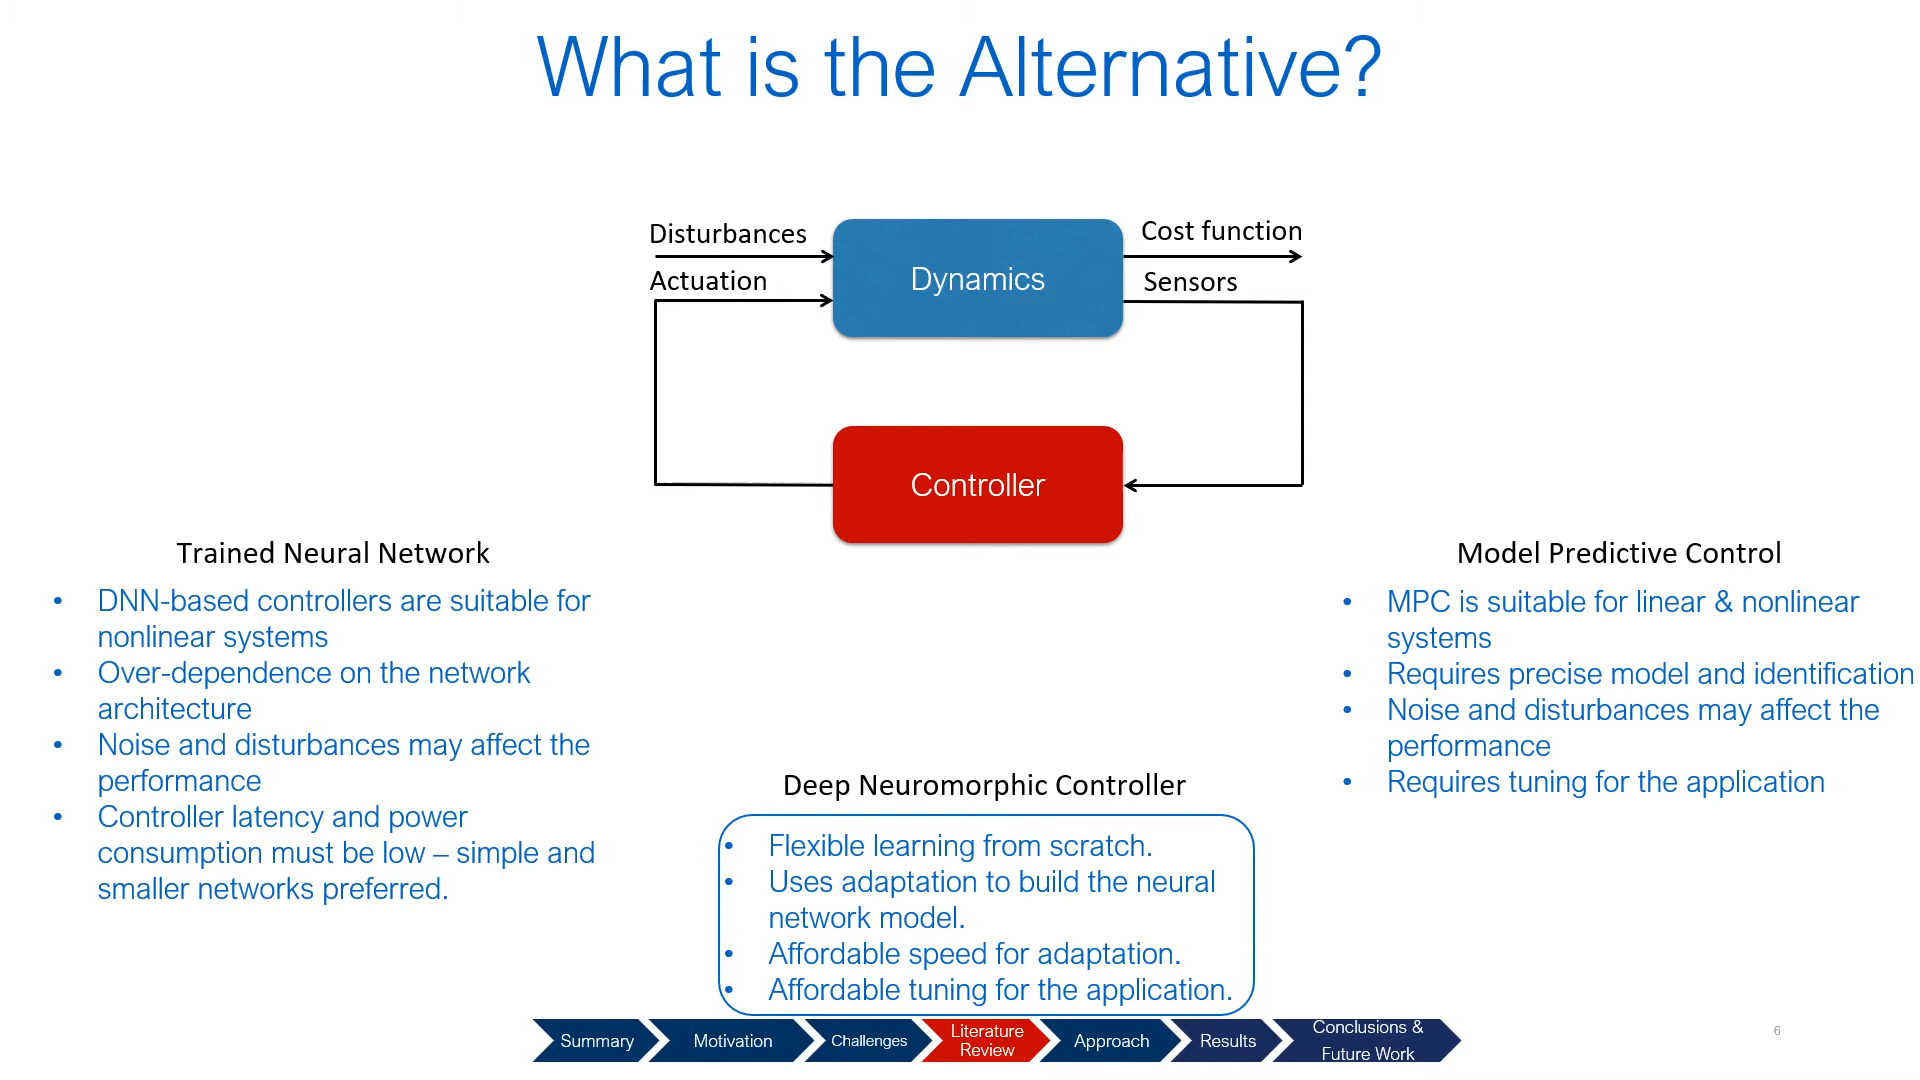 What is the Alternative?
Disturbances
Cost function
Actuation
Sensors
Dynamics
Controller
Trained Neural Network
• DNN-based controllers are suitable for
nonlinear systems
• Over-dependence on the network
architecture
• Noise and disturbances may affect the
performance
• Controller latency and power
consumption must be low – simple and
smaller networks preferred.
Deep Neuromorphic Controller
• Flexible learning from scratch.
• Uses adaptation to build the neural
network model.
• Affordable speed for adaptation.
• Affordable tuning for the application.
Model Predictive Control
• MPC is suitable for linear & nonlinear
systems
• Requires precise model and identification
• Noise and disturbances may affect the
performance
• Requires tuning for the application
Summary
Motivation
Challenges
Literature
Review
Approach
Results
Conclusions &
Future Work
6